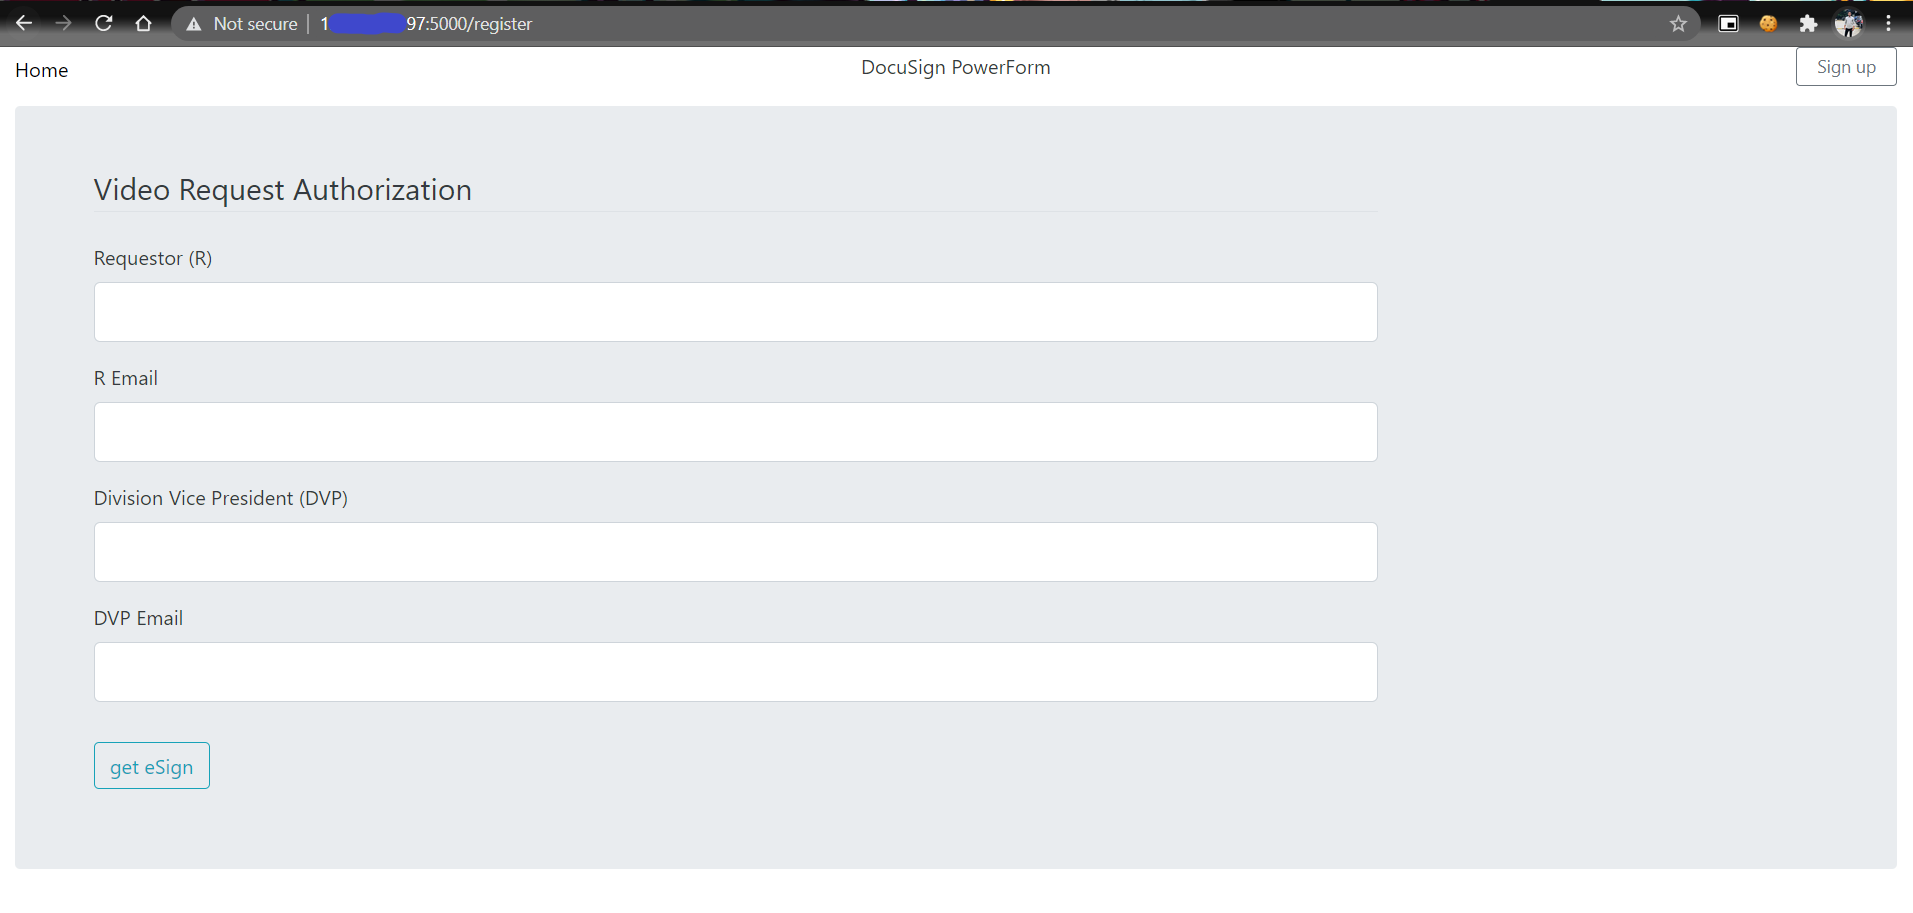 Not secure 1 97:5000/register
Home
DocuSign PowerForm
Sign up
Video Request Authorization
Requestor (R)
R Email
Division Vice President (DVP)
DVP Email
get eSign